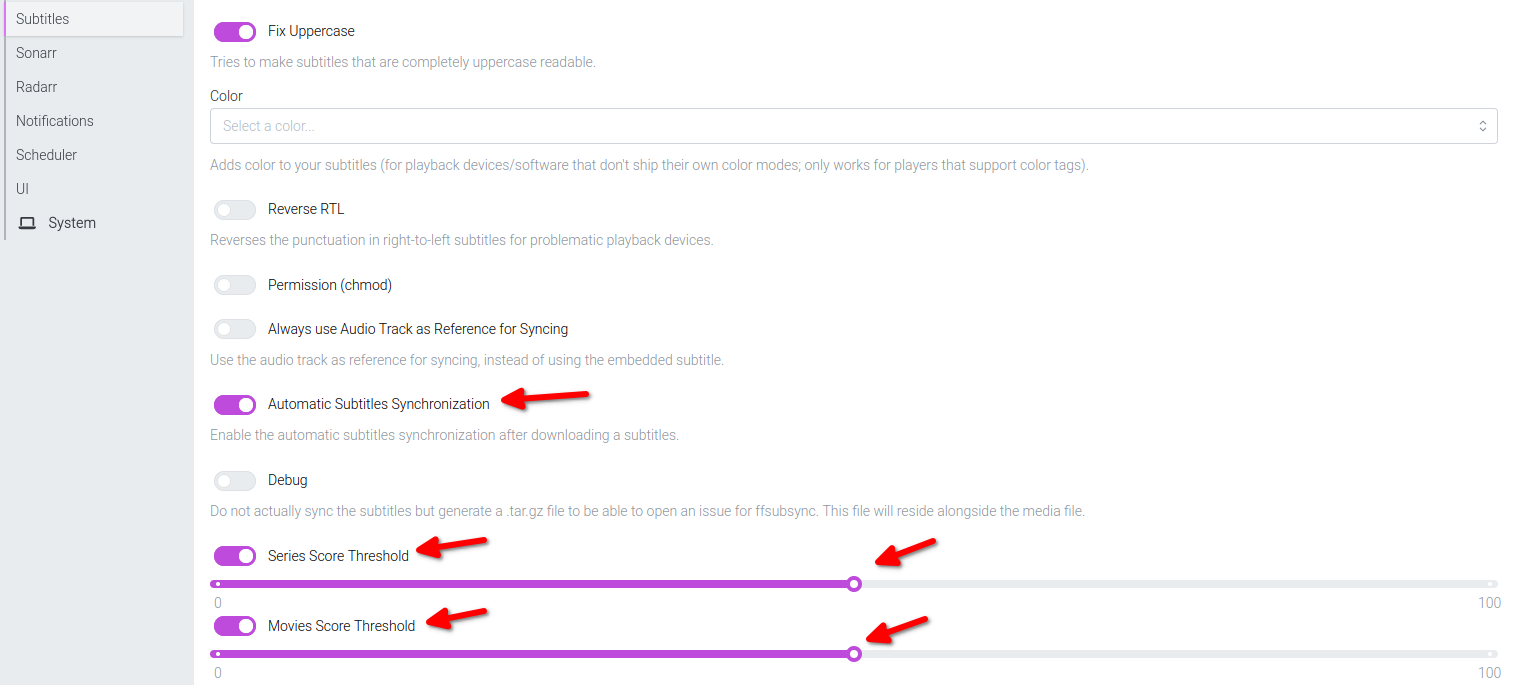 Subtitles
Sonarr
Radarr
Notifications
Scheduler
UI
System
Fix Uppercase
Tries to make subtitles that are completely uppercase readable.
Color
Select a color...
Adds color to your subtitles (for playback devices/software that don't ship their own color modes; only works for players that support color tags).
Reverse RTL
Reverses the punctuation in right-to-left subtitles for problematic playback devices.
Permission (chmod)
Always use Audio Track as Reference for Syncing
Use the audio track as reference for syncing, instead of using the embedded subtitle.
Automatic Subtitles Synchronization
Enable the automatic subtitles synchronization after downloading a subtitles.
Debug
Do not actually sync the subtitles but generate a .tar.gz file to be able to open an issue for ffsubsync. This file will reside alongside the media file.
Series Score Threshold
0 100
Movies Score Threshold
0 100